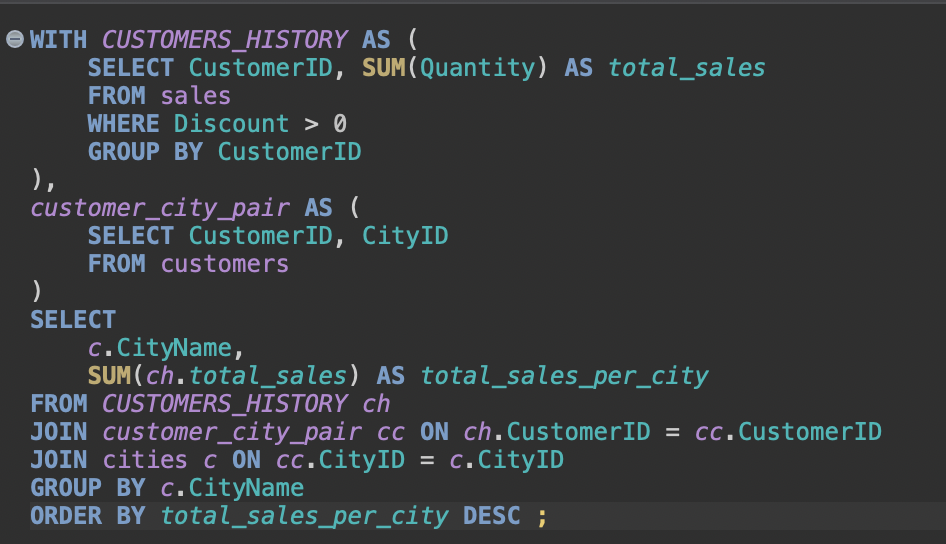 WITH CUSTOMERS_HISTORY AS (
    SELECT CustomerID, SUM(Quantity) AS total_sales
    FROM sales
    WHERE Discount > 0
    GROUP BY CustomerID
),
customer_city_pair AS (
    SELECT CustomerID, CityID
    FROM customers
)
SELECT
    c.CityName,
    SUM(ch.total_sales) AS total_sales_per_city
FROM CUSTOMERS_HISTORY ch
JOIN customer_city_pair cc ON ch.CustomerID = cc.CustomerID
JOIN cities c ON cc.CityID = c.CityID
GROUP BY c.CityName
ORDER BY total_sales_per_city DESC ;